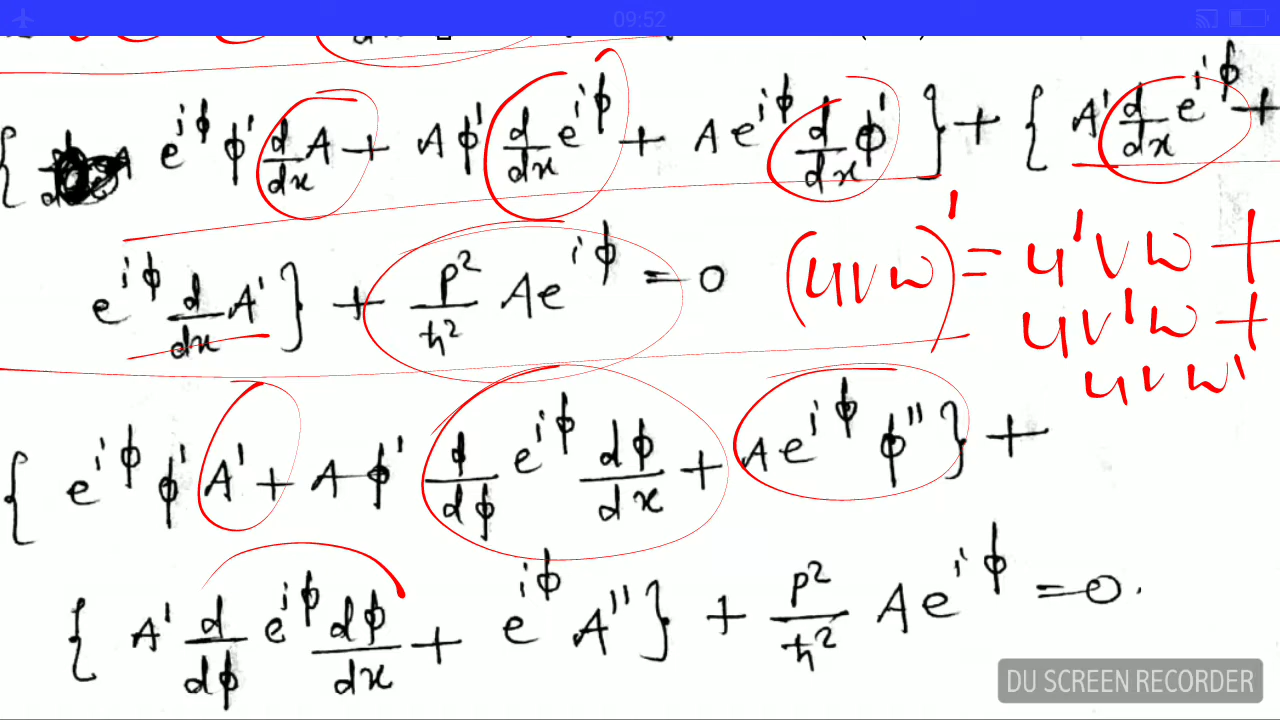 09:52
{ e^{iϕ} ϕ' d/dx A + A ϕ' d/dx e^{iϕ} + A e^{iϕ} d/dx ϕ' } + { A' d/dx e^{iϕ} +
e^{iϕ} d/dx A' } + p²/ħ² A e^{iϕ} = 0
(uvw)' = u'vw +
uv'w +
uvw'
{ e^{iϕ} ϕ' A' + A ϕ' d/dϕ e^{iϕ} dϕ/dx + A e^{iϕ} ϕ'' } +
{ A' d/dϕ e^{iϕ} dϕ/dx + e^{iϕ} A'' } + p²/ħ² A e^{iϕ} = 0.
DU SCREEN RECORDER